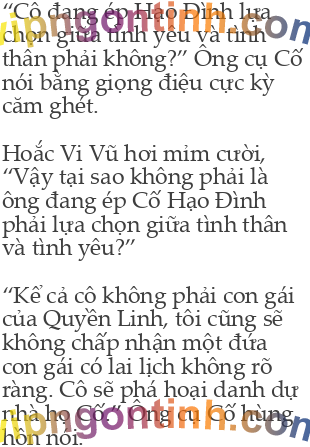 “Cô đang ép Hạo Đình lựa
chọn giữa tình yêu và tình
thân phải không?” Ông cụ Cố
nói bằng giọng điệu cực kỳ
căm ghét.
Hoắc Vi Vũ hơi mỉm cười,
“Vậy tại sao không phải là
ông đang ép Cố Hạo Đình
phải lựa chọn giữa tình thân
và tình yêu?”
“Kể cả cô không phải con gái
của Quyền Linh, tôi cũng sẽ
không chấp nhận một đứa
con gái có lai lịch không rõ
ràng. Cô sẽ phá hoại danh dự
nhà họ Cố.” Ông cụ Cố hùng
hồn nói.
vipngontinh.com
vipngontinh.com